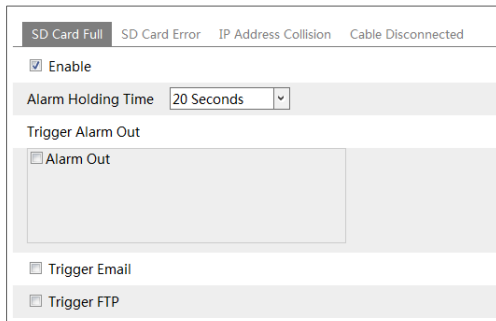 SD Card Full SD Card Error IP Address Collision Cable Disconnected
Enable
Alarm Holding Time 20 Seconds
Trigger Alarm Out
Alarm Out
Trigger Email
Trigger FTP